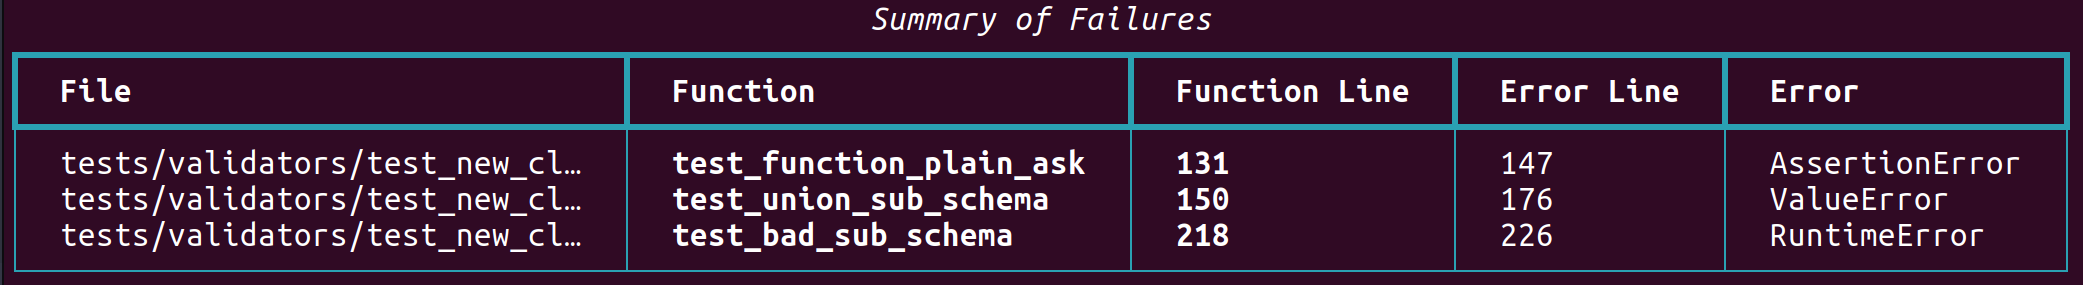 Summary of Failures
File Function Function Line Error Line Error
tests/validators/test_new_cl… test_function_plain_ask 131 147 AssertionError
tests/validators/test_new_cl… test_union_sub_schema 150 176 ValueError
tests/validators/test_new_cl… test_bad_sub_schema 218 226 RuntimeError